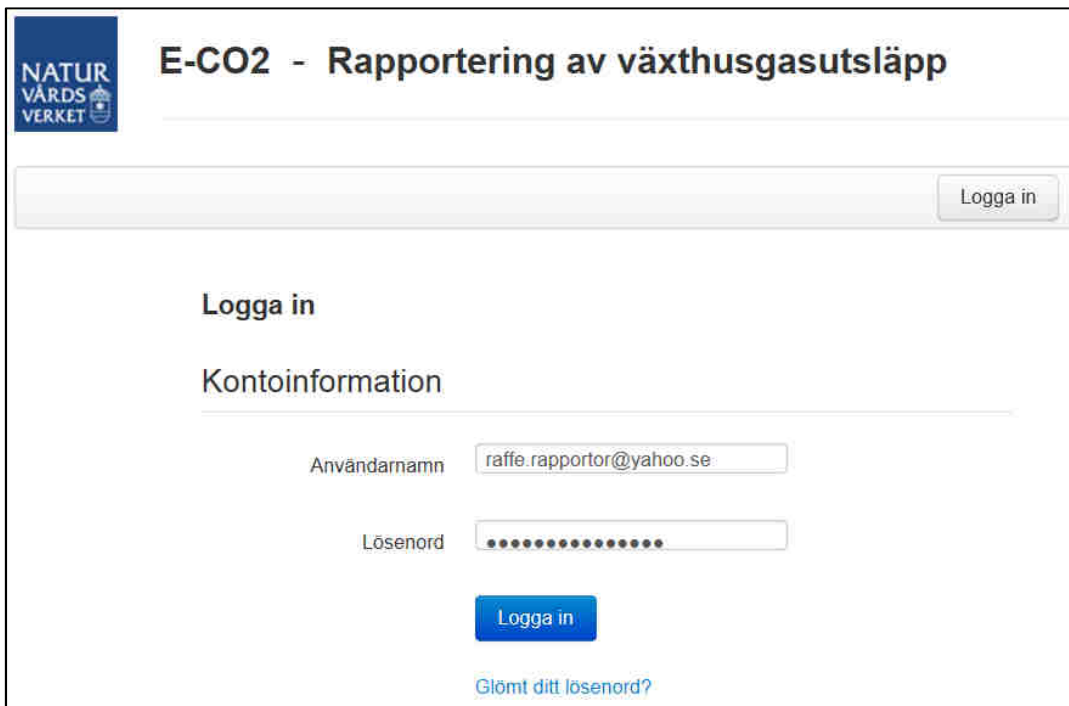 NATUR
VÅRDS
VERKET
E-CO2 - Rapportering av växthusgasutsläpp
Logga in
Logga in
Kontoinformation
Användarnamn raffe.rapportor@yahoo.se
Lösenord •••••••••••••••
Logga in
Glömt ditt lösenord?